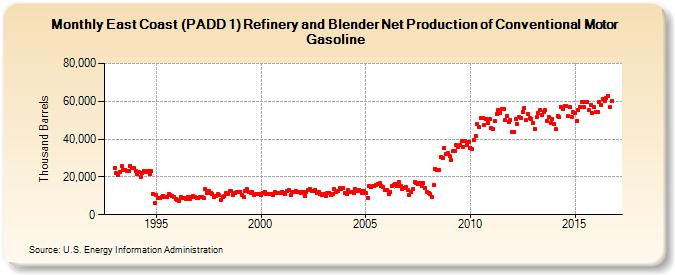 Monthly East Coast (PADD 1) Refinery and Blender Net Production of Conventional Motor
Gasoline
Thousand Barrels
80,000
60,000
40,000
20,000
0
1995
2000
2005
2010
2015
Source: U.S. Energy Information Administration